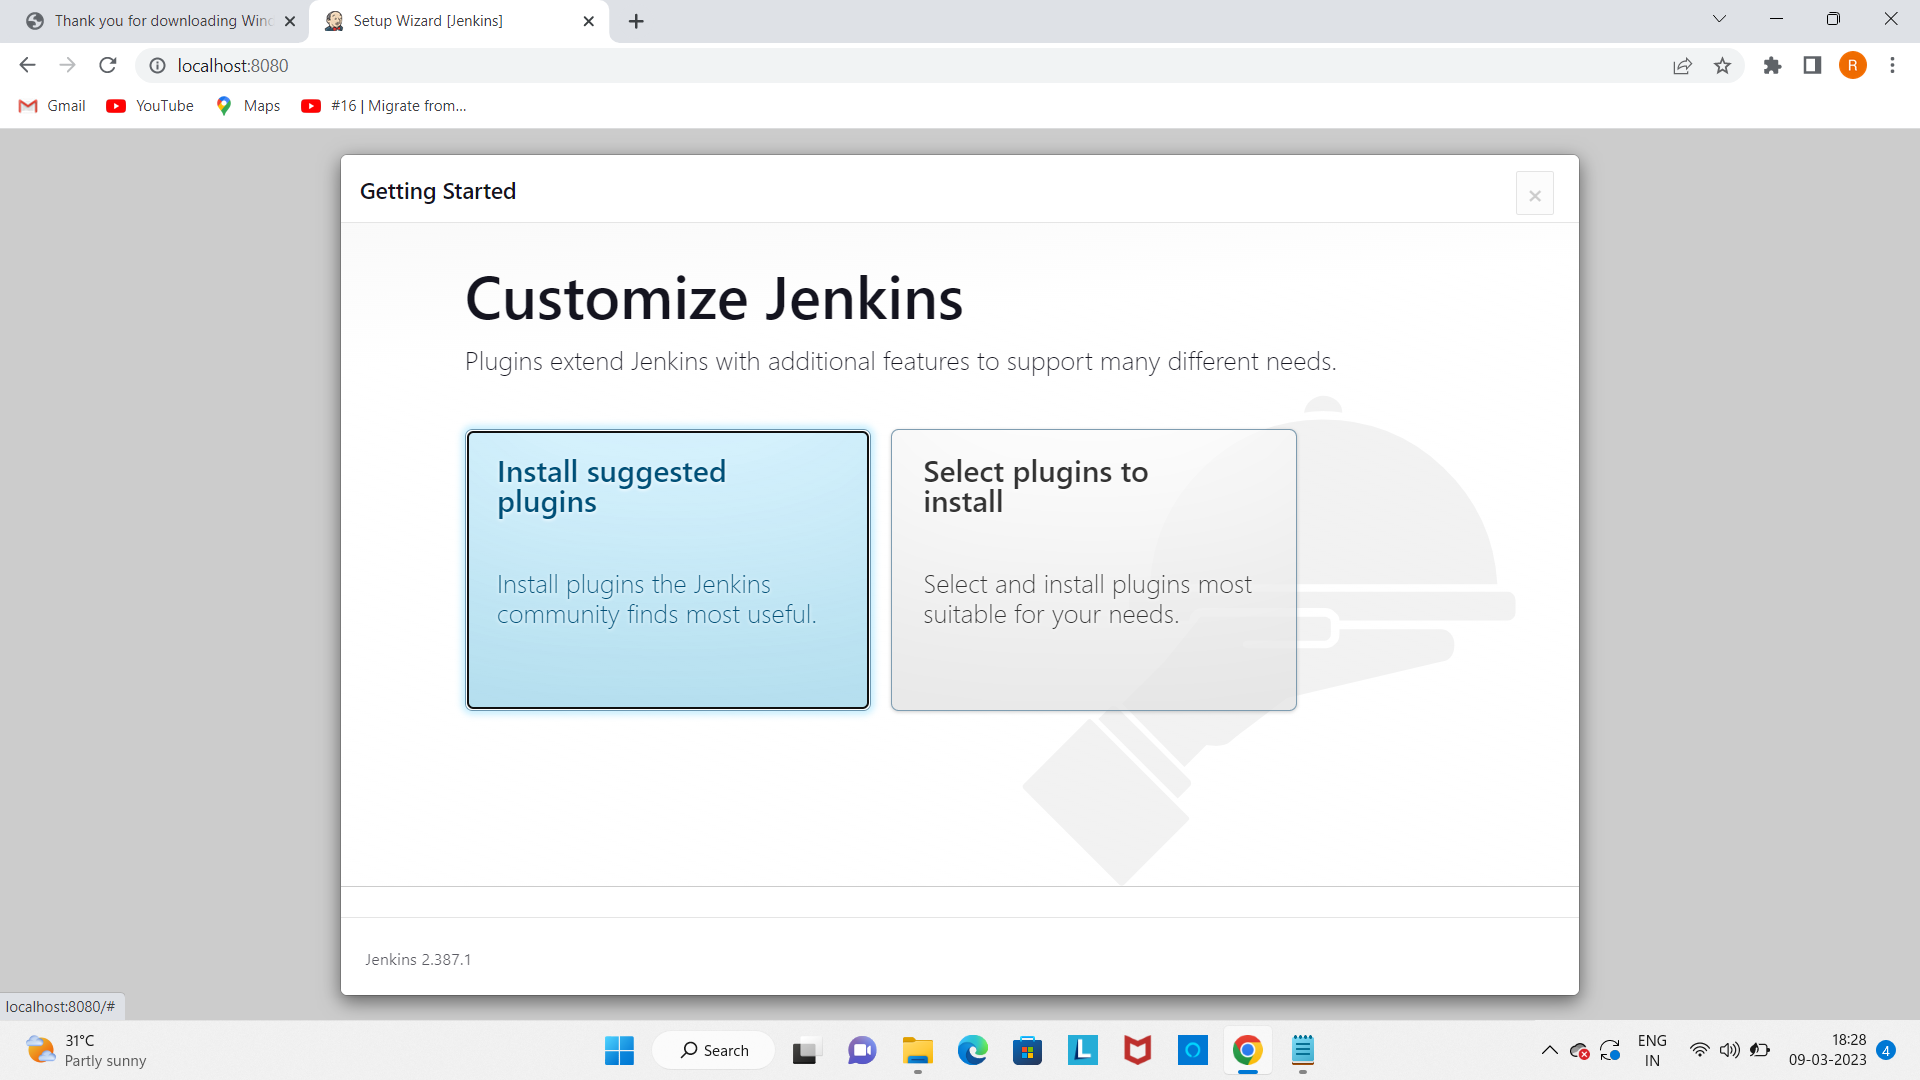 Thank you for downloading Winc
Setup Wizard [Jenkins]
localhost:8080
R
Gmail
YouTube
Maps
#16 | Migrate from...
Getting Started
Customize Jenkins
Plugins extend Jenkins with additional features to support many different needs.
Install suggested
plugins
Install plugins the Jenkins
community finds most useful.
Select plugins to
install
Select and install plugins most
suitable for your needs.
Jenkins 2.387.1
localhost:8080/#
31°C
Partly sunny
Search
L
ENG
IN
18:28
09-03-2023
4